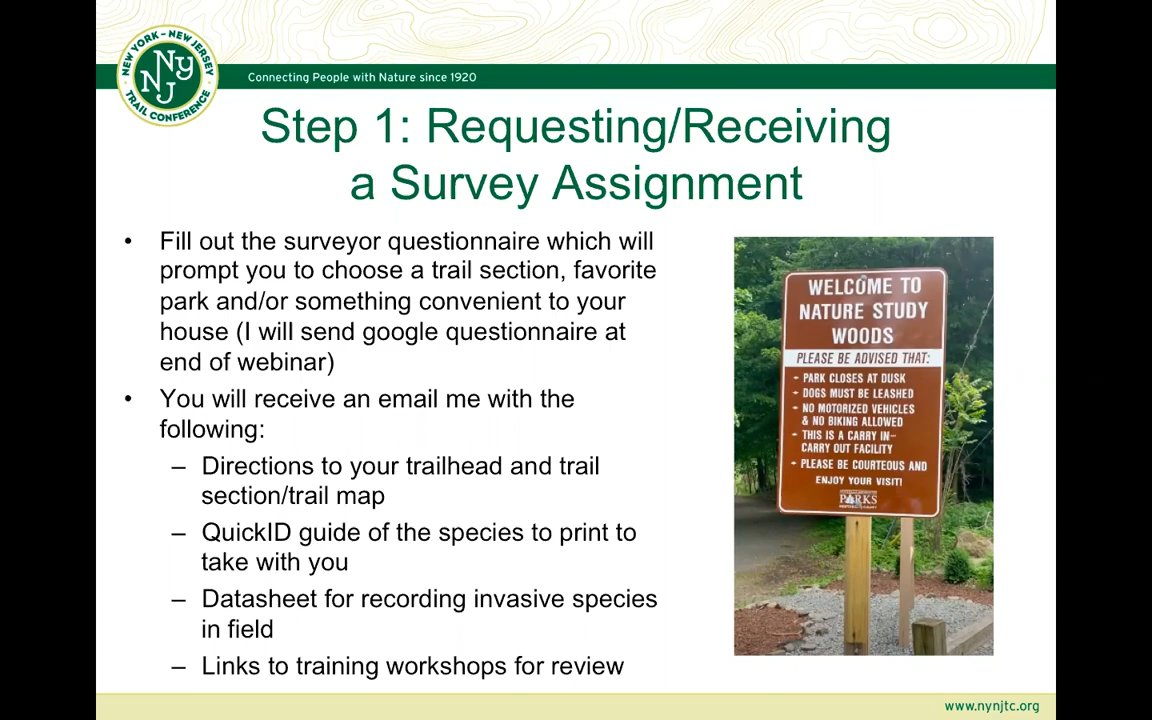 NEW YORK – NEW JERSEY
NY
NJ
TRAIL CONFERENCE
Connecting People with Nature since 1920
Step 1: Requesting/Receiving
a Survey Assignment
• Fill out the surveyor questionnaire which will
prompt you to choose a trail section, favorite
park and/or something convenient to your
house (I will send google questionnaire at
end of webinar)
• You will receive an email me with the
following:
– Directions to your trailhead and trail
section/trail map
– QuickID guide of the species to print to
take with you
– Datasheet for recording invasive species
in field
– Links to training workshops for review
WELCOME TO
NATURE STUDY
WOODS
PLEASE BE ADVISED THAT:
PARK CLOSES AT DUSK
DOGS MUST BE LEASHED
NO MOTORIZED VEHICLES
& NO BIKING ALLOWED
THIS IS A CARRY IN–
CARRY OUT FACILITY
PLEASE BE COURTEOUS AND
ENJOY YOUR VISIT!
PARKS
www.nynjtc.org